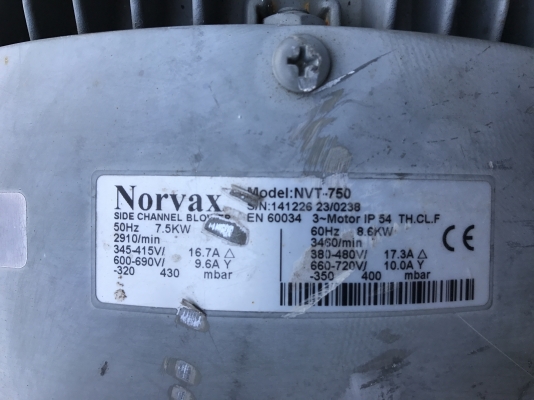 Norvax Model:NVT-750
S/N:141226 23/0238
SIDE CHANNEL BLOWER EN 60034 3~Motor IP 54 TH.CL.F
50Hz 7.5KW 60Hz 8.6KW
2910/min 3460/min
345-415V/ 16.7A △ 380-480V/ 17.3A △
600-690V/ 9.6A Y 660-720V/ 10.0A Y
-320 430 mbar -350 400 mbar
CE